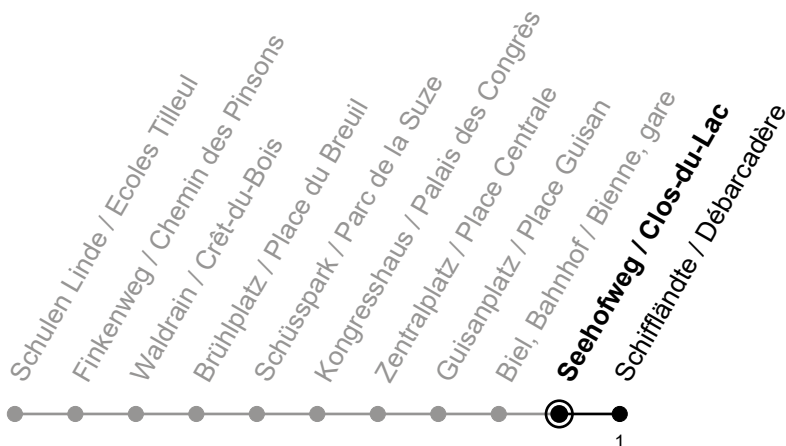 Schulen Linde / Ecoles Tilleul
Finkenweg / Chemin des Pinsons
Waldrain / Crêt-du-Bois
Brühlplatz / Place du Breuil
Schüsspark / Parc de la Suze
Kongresshaus / Palais des Congrès
Zentralplatz / Place Centrale
Guisanplatz / Place Guisan
Biel, Bahnhof / Bienne, gare
Seehofweg / Clos-du-Lac
Schiffländte / Débarcadère
1